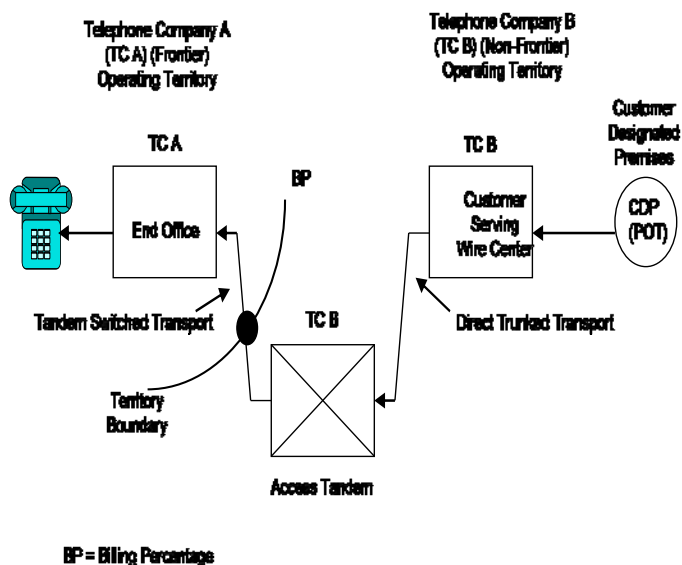 Telephone Company A
(TC A) (Frontier)
Operating Territory
Telephone Company B
(TC B) (Non-Frontier)
Operating Territory
Customer
Designated
Premises
TC A
TC B
BP
CDP
(POT)
End Office
Customer
Serving
Wire Center
Tandem Switched Transport
TC B
Direct Trunked Transport
Territory
Boundary
Access Tandem
BP = Billing Percentage